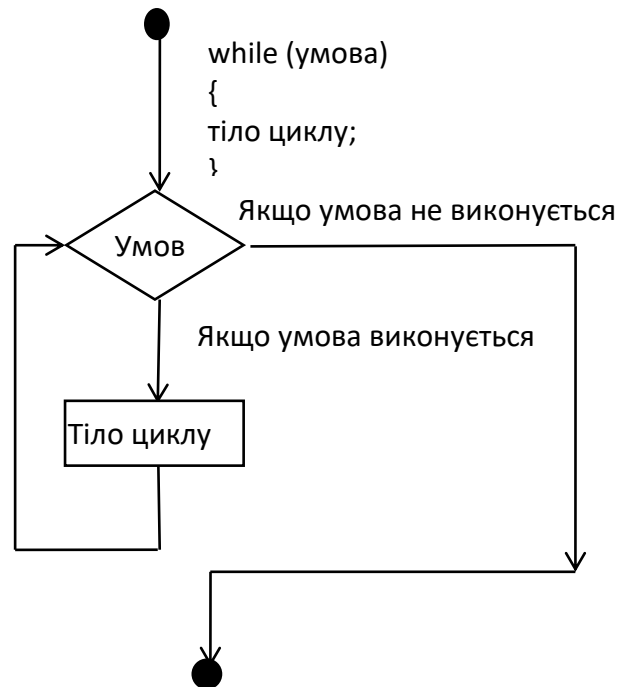 while (умова)
{
тіло циклу;
}
Якщо умова не виконується
Умов
Якщо умова виконується
Тіло циклу